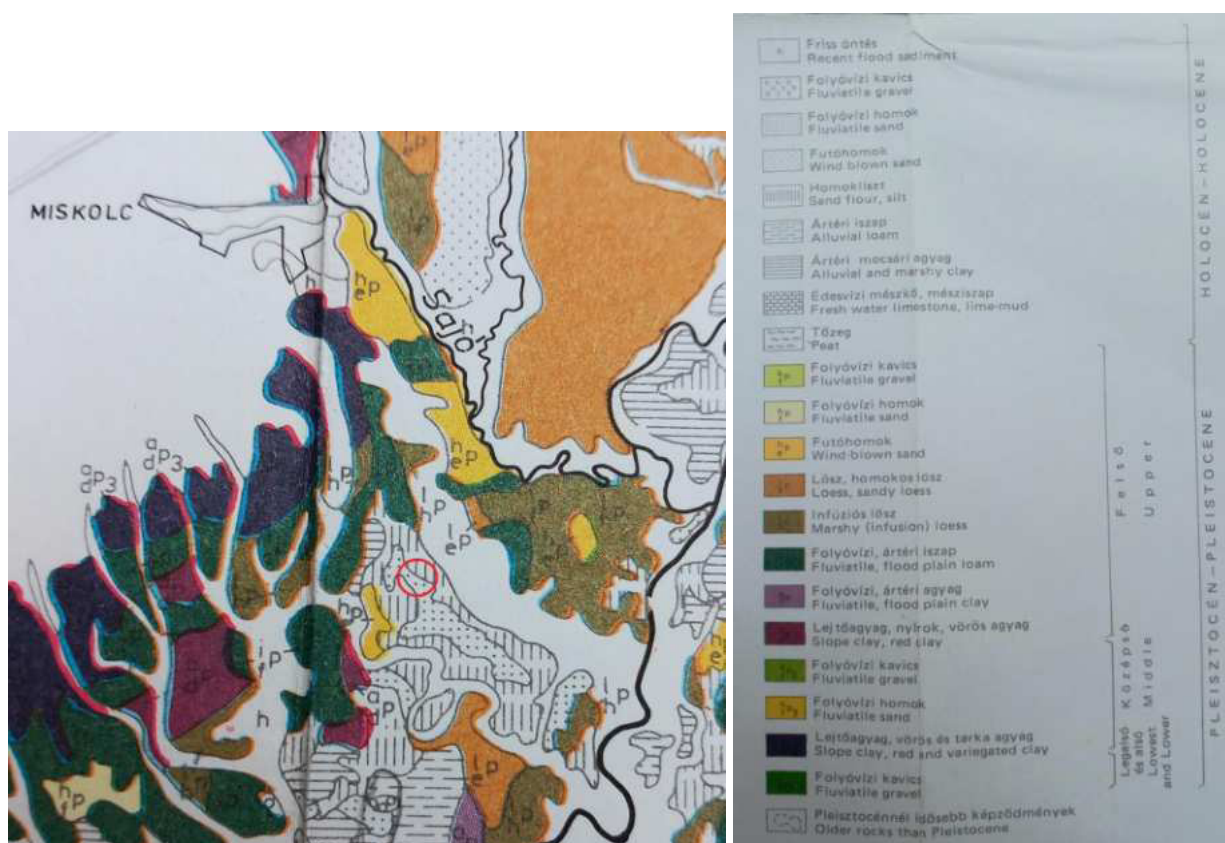 MISKOLC
Sajó
h
h
e p
h
e p
a
d p3
a
d p3
l
h p
l
h p
l
e p
h
e p
h
h p
l
f p
a
d p
l
h p
h
l
e p
h
f p
Friss öntés
Recent flood sadiment
Folyóvízi kavics
Fluviatile gravel
Folyóvízi homok
Fluviatile sand
Futóhomok
Wind-blown sand
Homokliszt
Sand flour, silt
Ártéri iszap
Alluvial loam
Ártéri mocsári agyag
Alluvial and marshy clay
Édesvízi mészkő, mésziszap
Fresh water limestone, lime-mud
Tőzeg
Peat
Folyóvízi kavics
Fluviatile gravel
Folyóvízi homok
Fluviatile sand
Futóhomok
Wind-blown sand
Lösz, homokos lösz
Loess, sandy loess
Infúziós lösz
Marshy (infusion) loess
Folyóvízi, ártéri iszap
Fluviatile, flood plain loam
Folyóvízi, ártéri agyag
Fluviatile, flood plain clay
Lejtőagyag, nyirok, vörös agyag
Slope clay, red clay
Folyóvízi kavics
Fluviatile gravel
Folyóvízi homok
Fluviatile sand
Lejtőagyag, vörös és tarka agyag
Slope clay, red and variegated clay
Folyóvízi kavics
Fluviatile gravel
Pleisztocénnél idősebb képződmények
Older rocks than Pleistocene
Felső
Upper
Középső
Middle
Legalsó
és alsó
Lowest
and Lower
HOLOCÉN-HOLOCENE
PLEISZTOCÉN-PLEISTOCENE